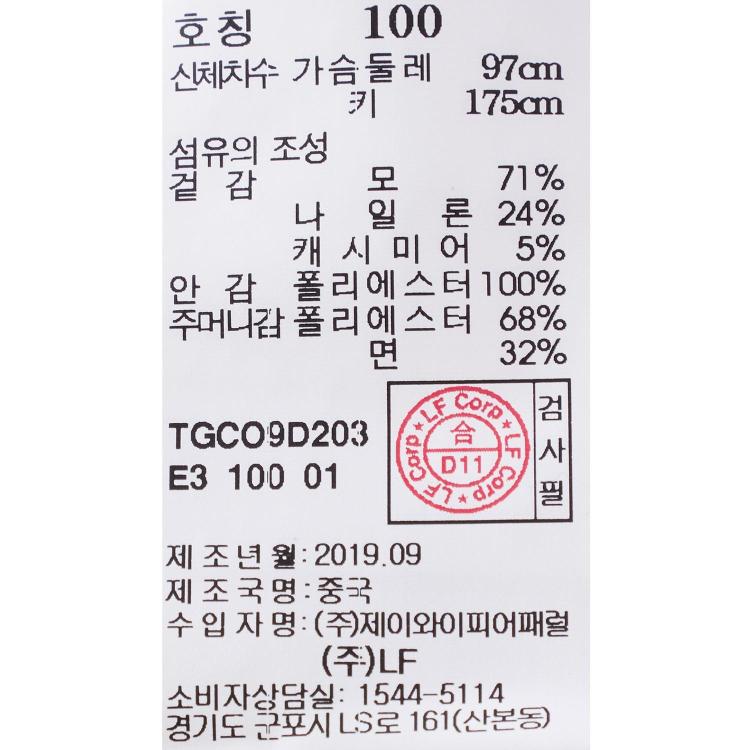 호칭 100
신체치수 가슴둘레 97cm
키 175cm
섬유의 조성
겉감 모 71%
나일론 24%
캐시미어 5%
안감 폴리에스터 100%
주머니감 폴리에스터 68%
면 32%
TGCO9D203
E3 100 01
LF Corp ★ LF Corp ★ LF Corp ★
合
D11
검사필
제조년월:2019.09
제조국명:중국
수입자명:(주)제이와이피어패럴
(주)LF
소비자상담실: 1544-5114
경기도 군포시 LS로 161(산본동)